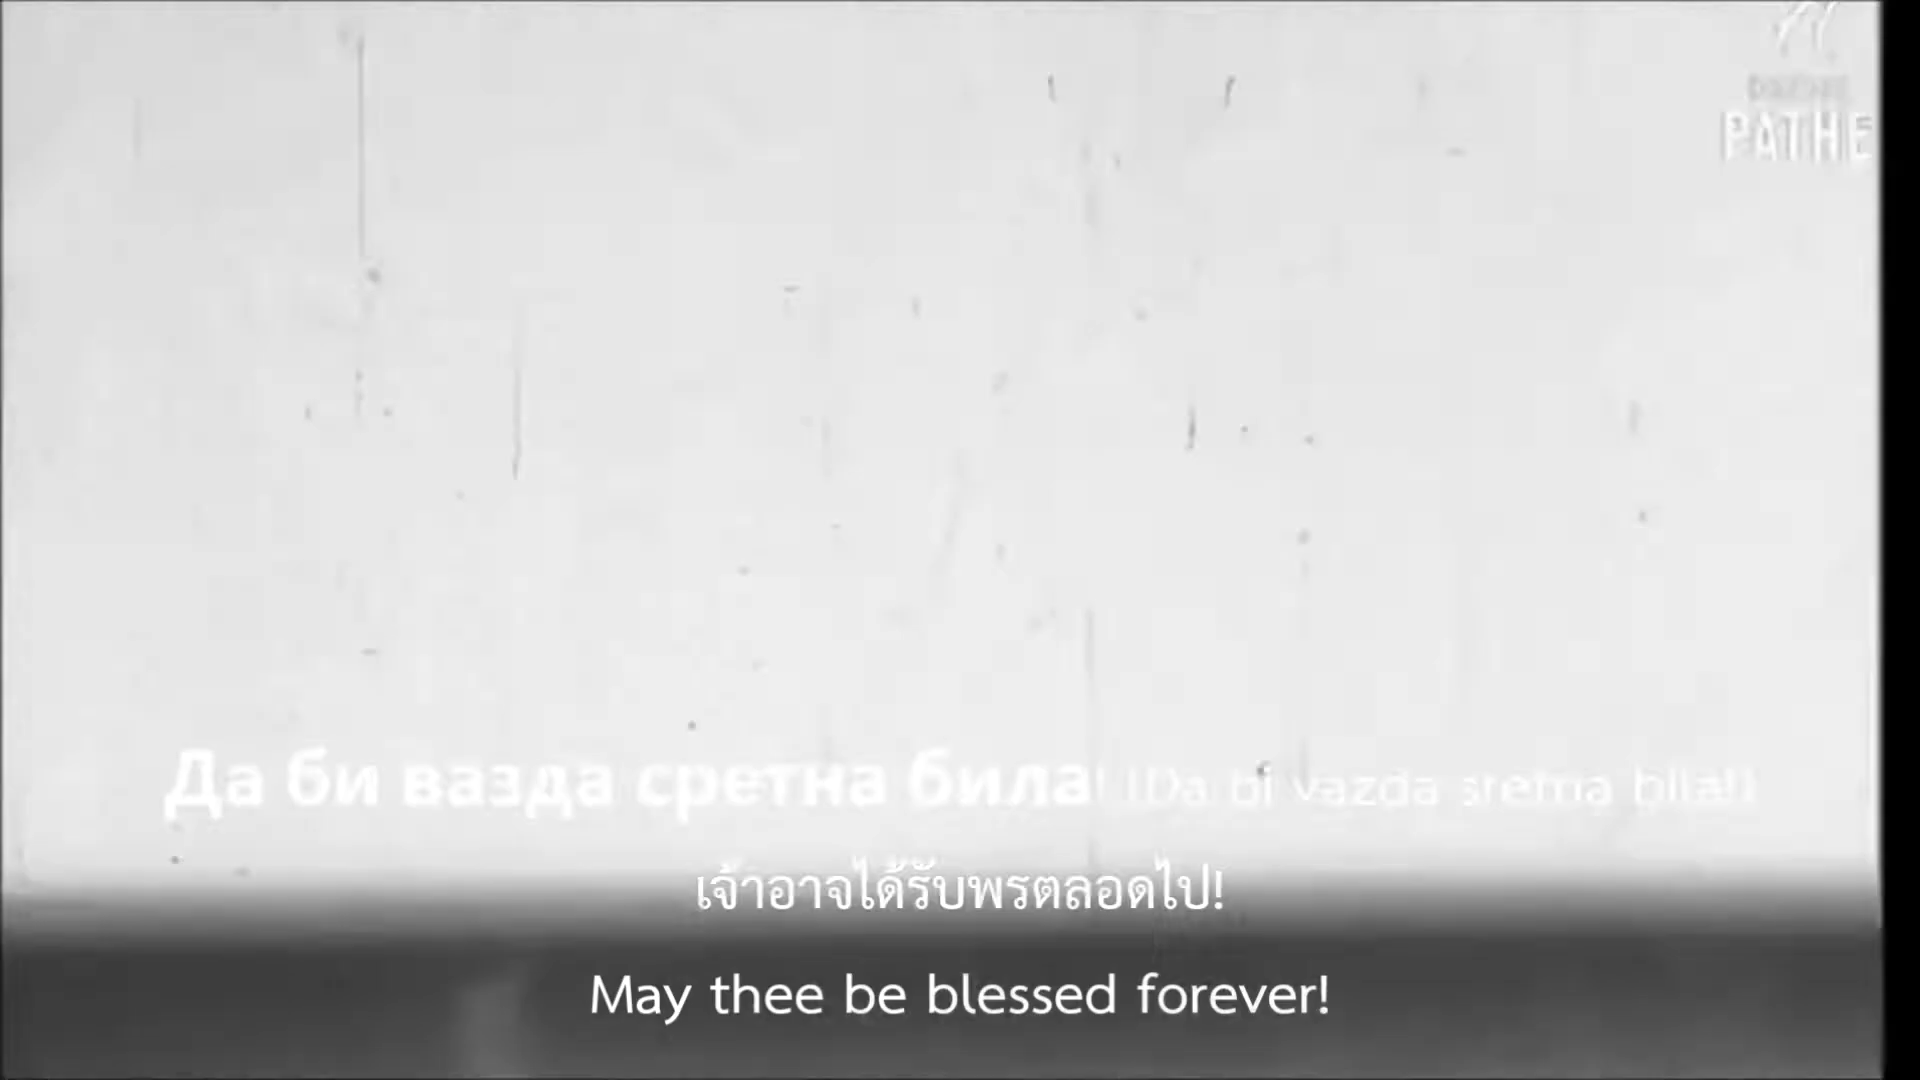 PATHE
Да би вазда сретна била! (Da bi vazda sretna bila!)
เจ้าอาจได้รับพรตลอดไป!
May thee be blessed forever!